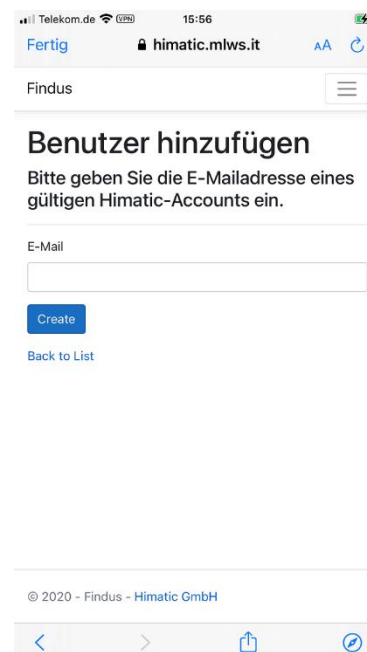 Telekom.de VPN 15:56
Fertig himatic.mlws.it AA
Findus
Benutzer hinzufügen
Bitte geben Sie die E-Mailadresse eines
gültigen Himatic-Accounts ein.
E-Mail
Create
Back to List
© 2020 - Findus - Himatic GmbH